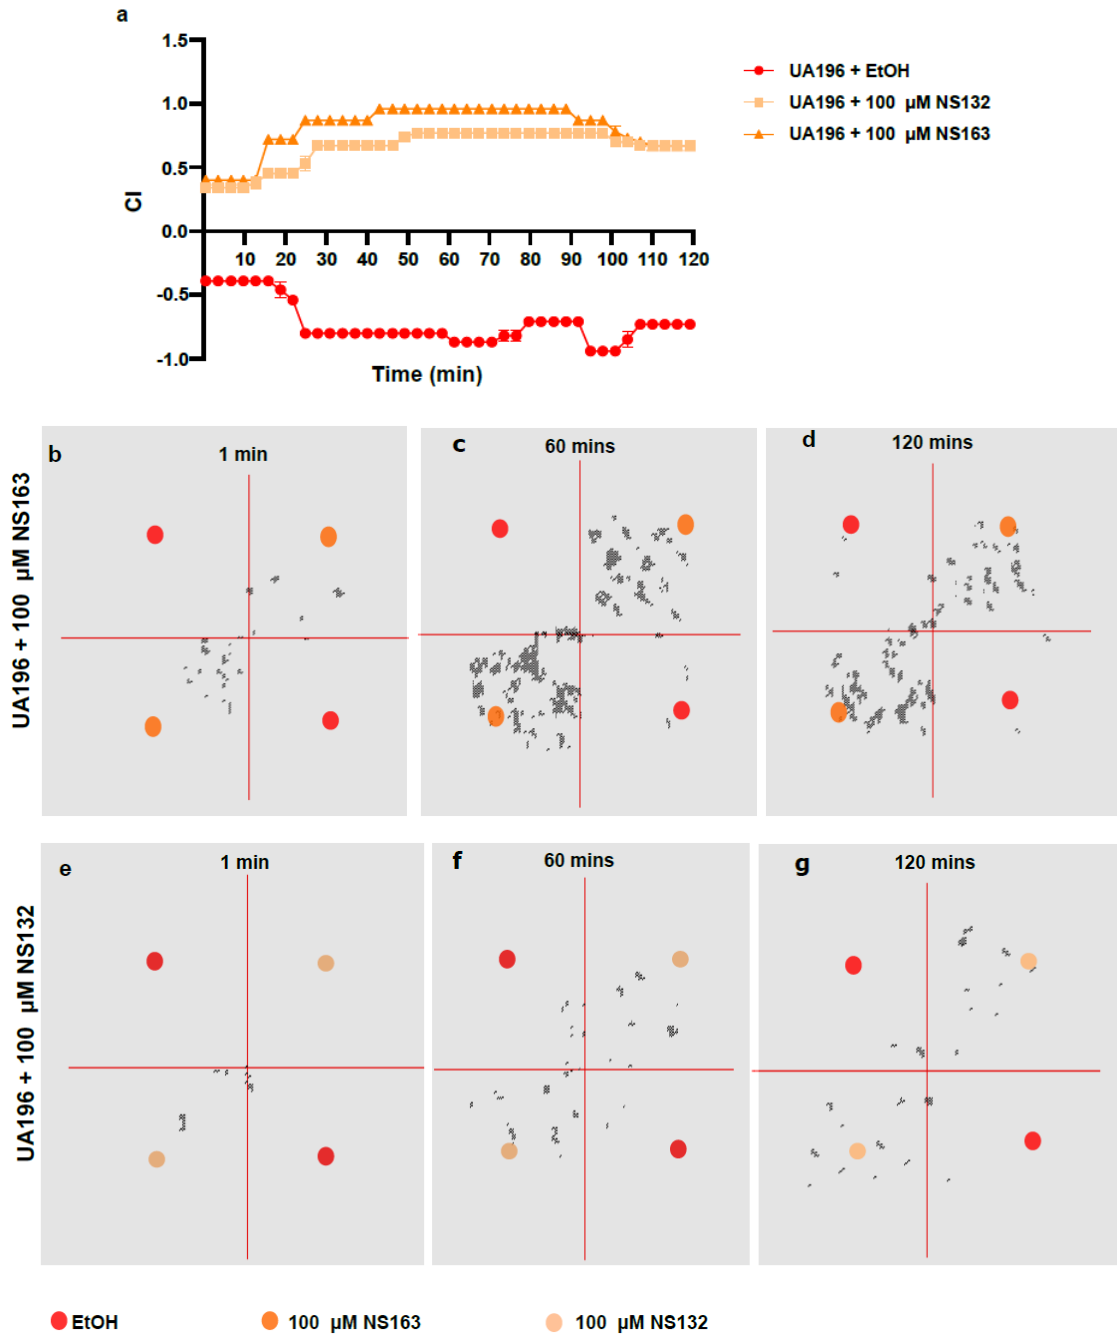 a
1.5
1.0
0.5
0.0
-0.5
-1.0
CI
10 20 30 40 50 60 70 80 90 100 110 120
Time (min)
UA196 + EtOH
UA196 + 100 µM NS132
UA196 + 100 µM NS163
UA196 + 100 µM NS163
b
1 min
c
60 mins
d
120 mins
UA196 + 100 µM NS132
e
1 min
f
60 mins
g
120 mins
EtOH
100 µM NS163
100 µM NS132